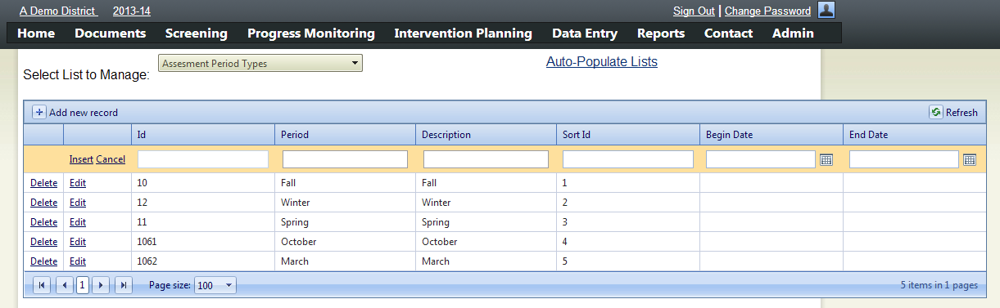 A Demo District 2013-14 Sign Out | Change Password
Home Documents Screening Progress Monitoring Intervention Planning Data Entry Reports Contact Admin
Select List to Manage: Assesment Period Types Auto-Populate Lists
Add new record Refresh
Id Period Description Sort Id Begin Date End Date
Insert Cancel
Delete Edit 10 Fall Fall 1
Delete Edit 12 Winter Winter 2
Delete Edit 11 Spring Spring 3
Delete Edit 1061 October October 4
Delete Edit 1062 March March 5
1 Page size: 100 5 items in 1 pages